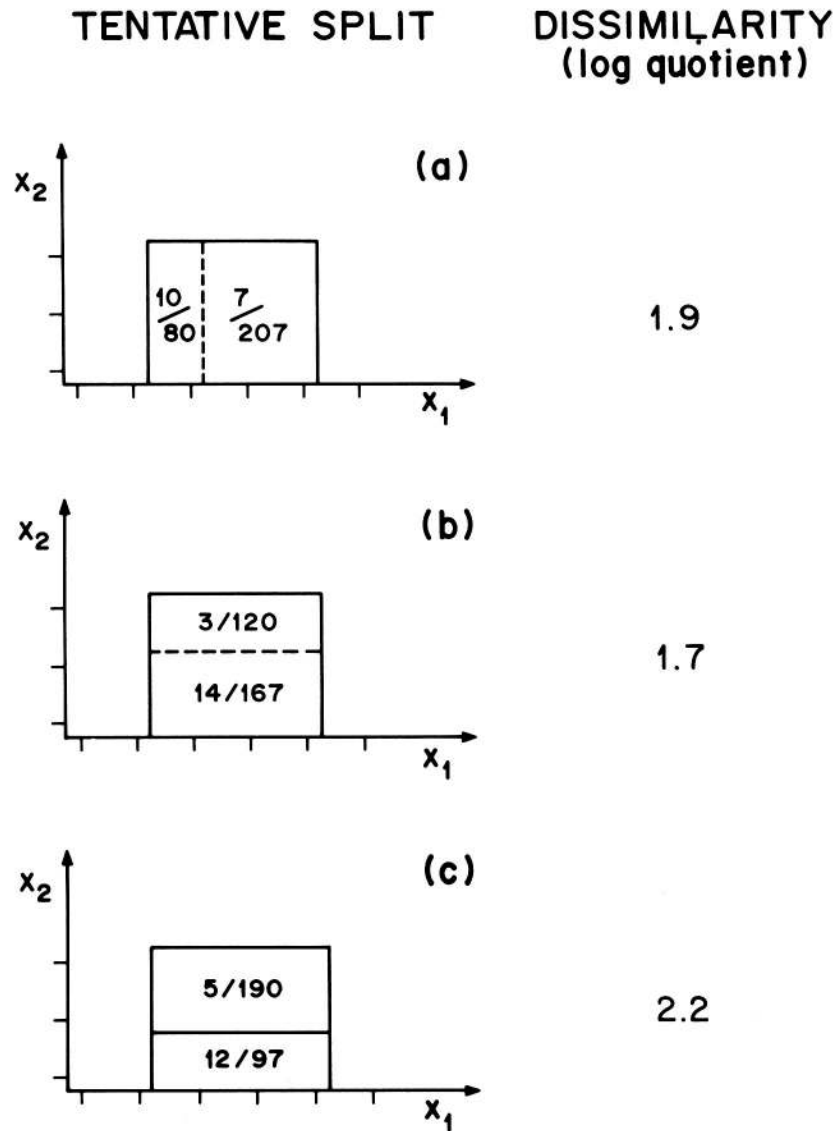 TENTATIVE SPLIT
DISSIMILARITY
(log quotient)
(a)
X2
10/80
7/207
1.9
X1
(b)
X2
3/120
14/167
1.7
X1
(c)
X2
5/190
12/97
2.2
X1